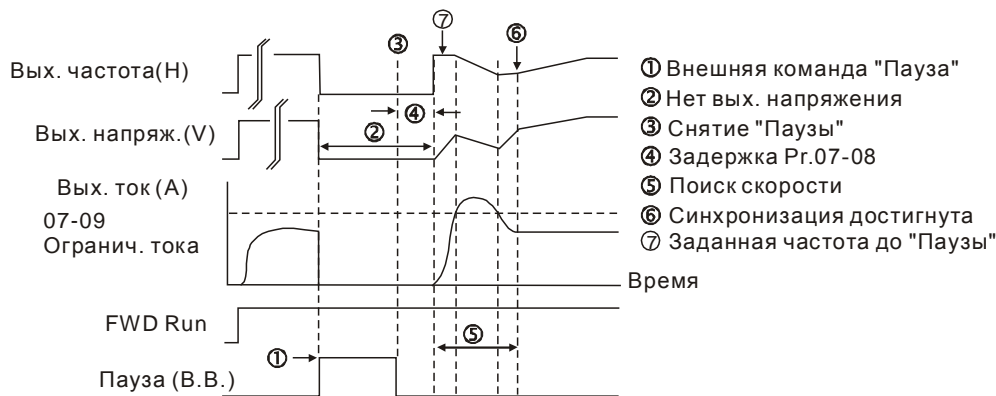 ⑦
⑥
③
Вых. частота(H)
④
②
Вых. напряж.(V)
Вых. ток (A)
07-09
Огранич. тока
Время
FWD Run
⑤
①
Пауза (B.B.)
① Внешняя команда "Пауза"
② Нет вых. напряжения
③ Снятие "Паузы"
④ Задержка Pr.07-08
⑤ Поиск скорости
⑥ Синхронизация достигнута
⑦ Заданная частота до "Паузы"